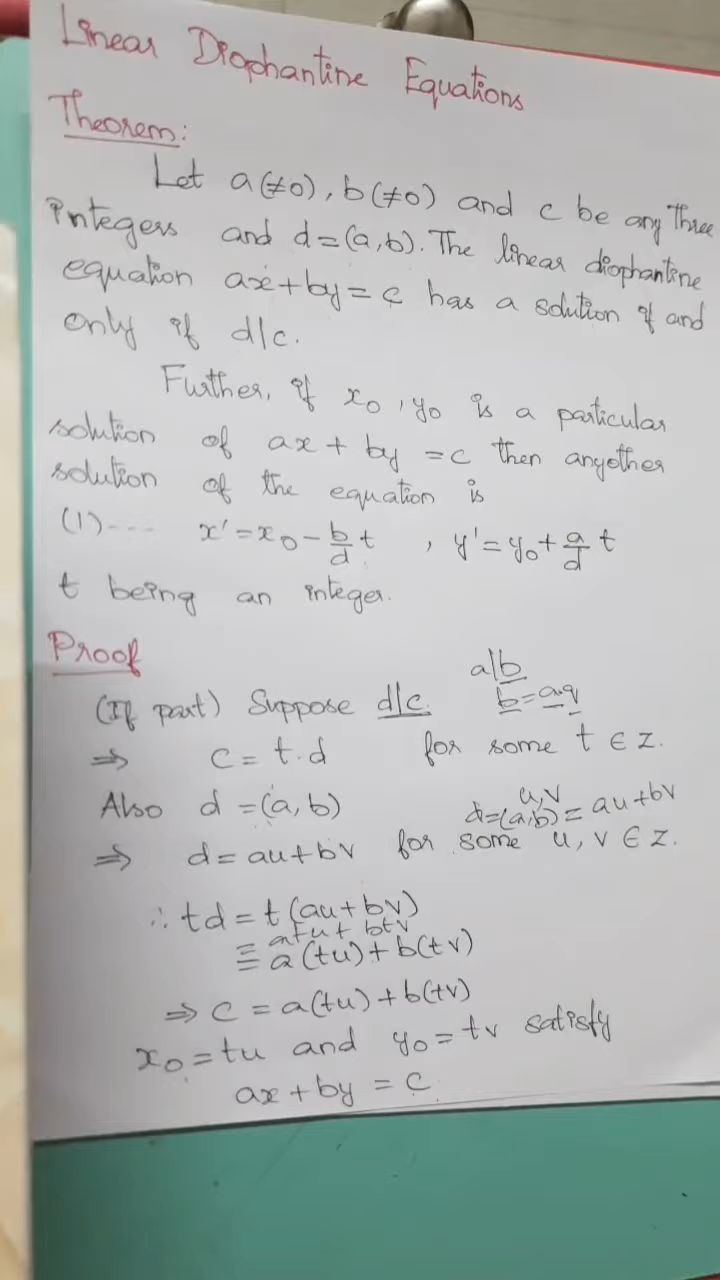 Linear Diophantine Equations
Theorem:
Let a(≠0), b(≠0) and c be any three
integers and d=(a,b). The linear diophantine
equation ax+by=c has a solution if and
only if d|c.
Further, if x₀, y₀ is a particular
solution of ax + by = c then anyother
solution of the equation is
(1)--- x' = x₀ - b/d t , y' = y₀ + a/d t
t being an integer.
Proof
a|b
(If part) Suppose d|c. b=a.q
⇒ c = t.d for some t ∈ Z.
u,v
Also d = (a,b) d=(a,b) = au+bv
⇒ d = au+bv for some u, v ∈ Z.
∴ td = t(au+bv)
atu + btv
= a(tu)+b(tv)
⇒ c = a(tu)+b(tv)
x₀ = tu and y₀ = tv satisfy
ax + by = c